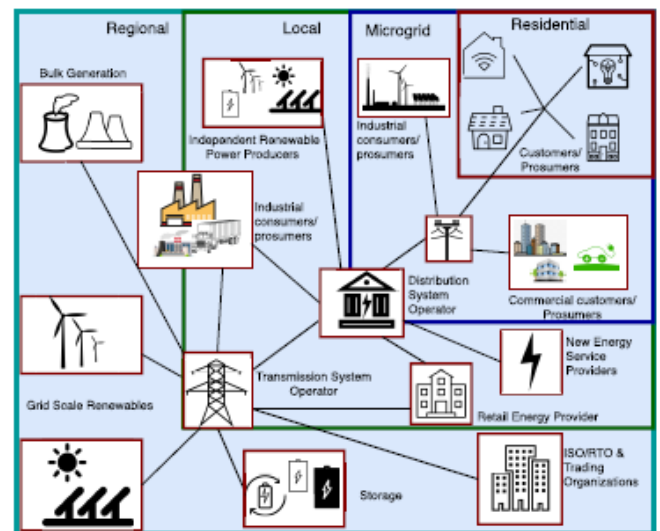 Regional
Local
Microgrid
Residential
Bulk Generation
Independent Renewable
Power Producers
Industrial
consumers/
prosumers
Customers/
Prosumers
Industrial
consumers/
prosumers
Distribution
System
Operator
Commercial customers/
Prosumers
New Energy
Service
Providers
Transmission System
Operator
Grid Scale Renewables
Retail Energy Provider
ISO/RTO &
Trading
Organizations
Storage